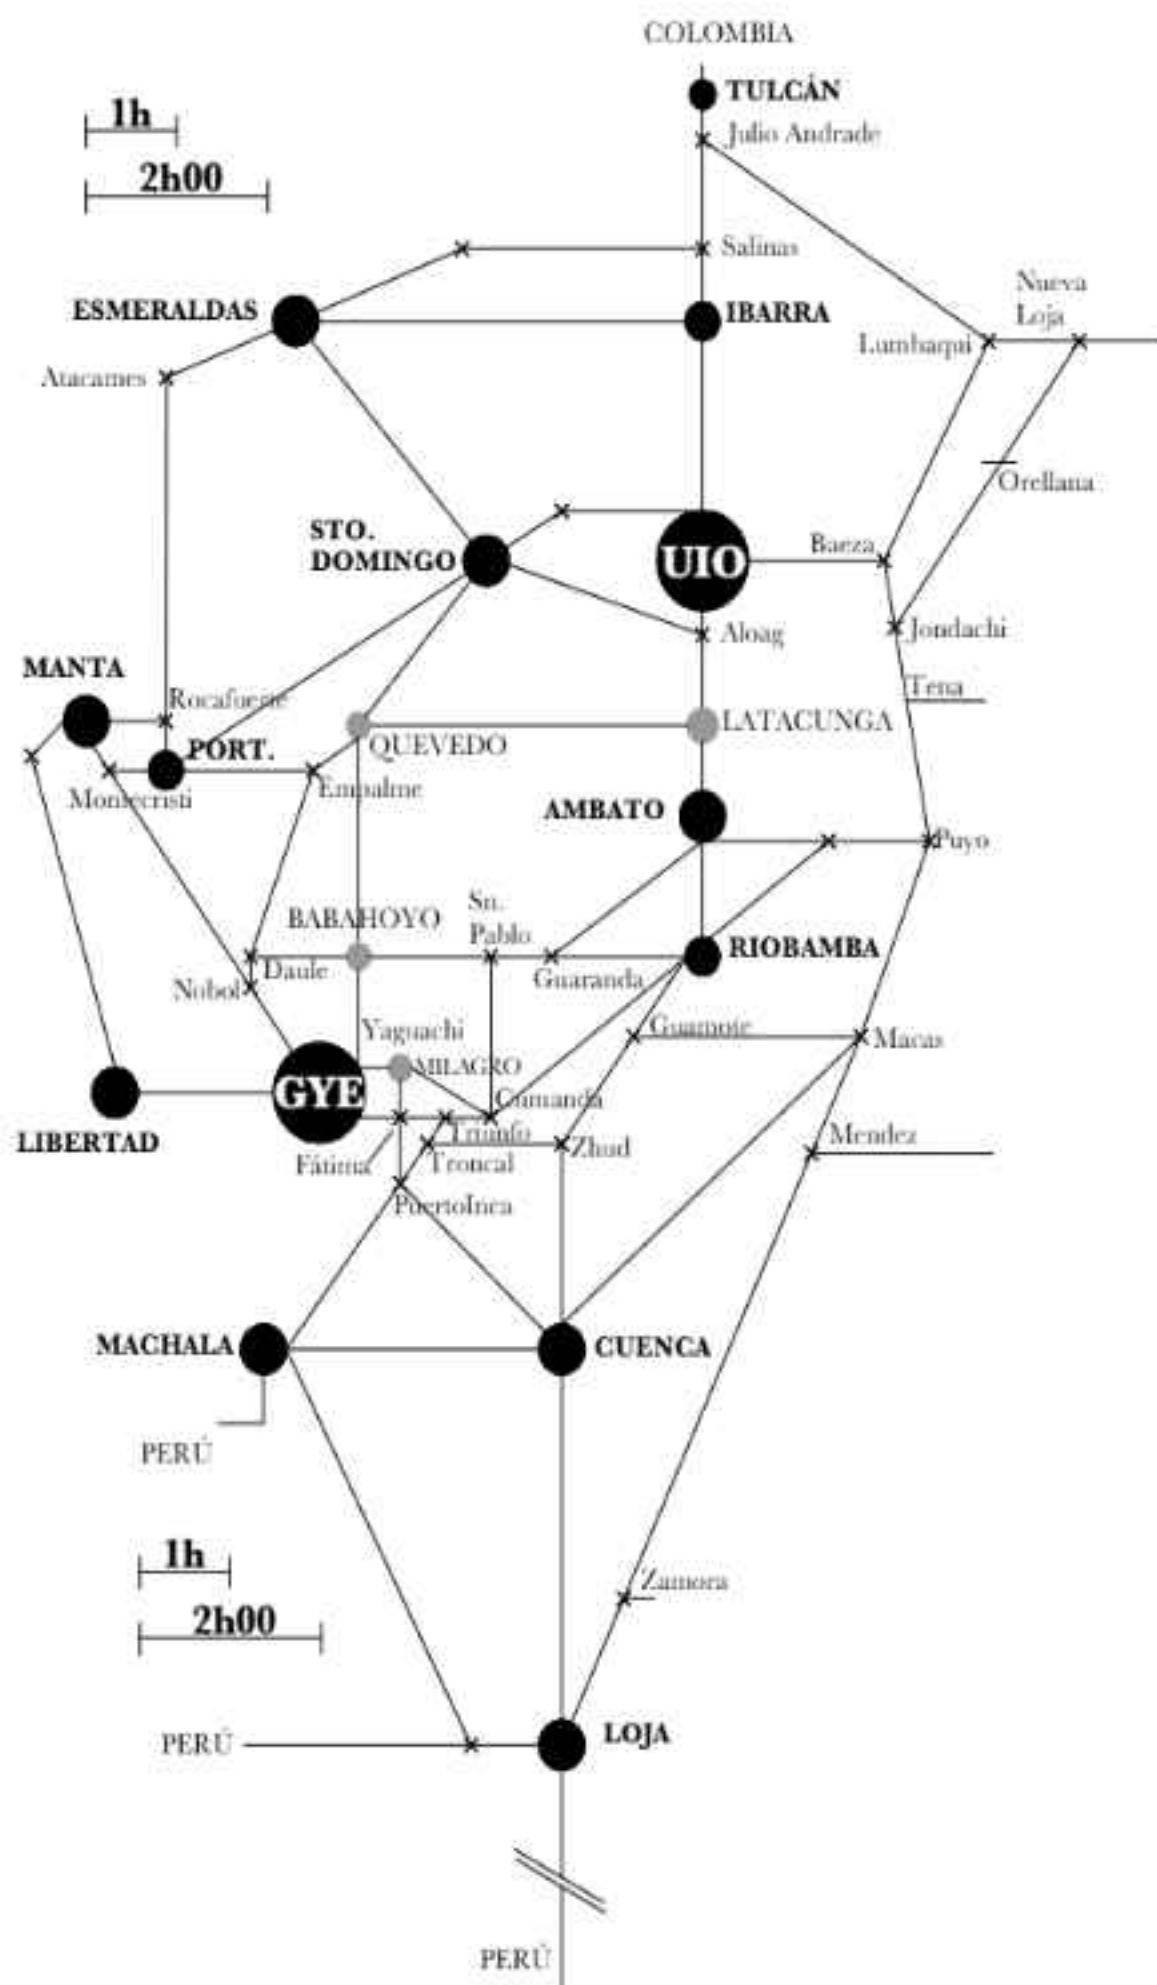 COLOMBIA
TULCÁN
1h
Julio Andrade
2h00
Salinas
Nueva
Loja
ESMERALDAS
IBARRA
Lumbaqui
Atacames
Orellana
STO.
DOMINGO
UIO
Baeza
Aloag
Jondachi
MANTA
Tena
Rocafuerte
LATACUNGA
QUEVEDO
PORT.
Empalme
Montecristi
AMBATO
Puyo
Sn.
Pablo
BABAHOYO
RIOBAMBA
Daule
Guaranda
Nobol
Yaguachi
Guamote
Macas
MILAGRO
GYE
Cumanda
LIBERTAD
Triunfo
Mendez
Fátima
Troncal
Zhud
PuertoInca
MACHALA
CUENCA
PERÚ
1h
Zamora
2h00
LOJA
PERÚ
PERÚ